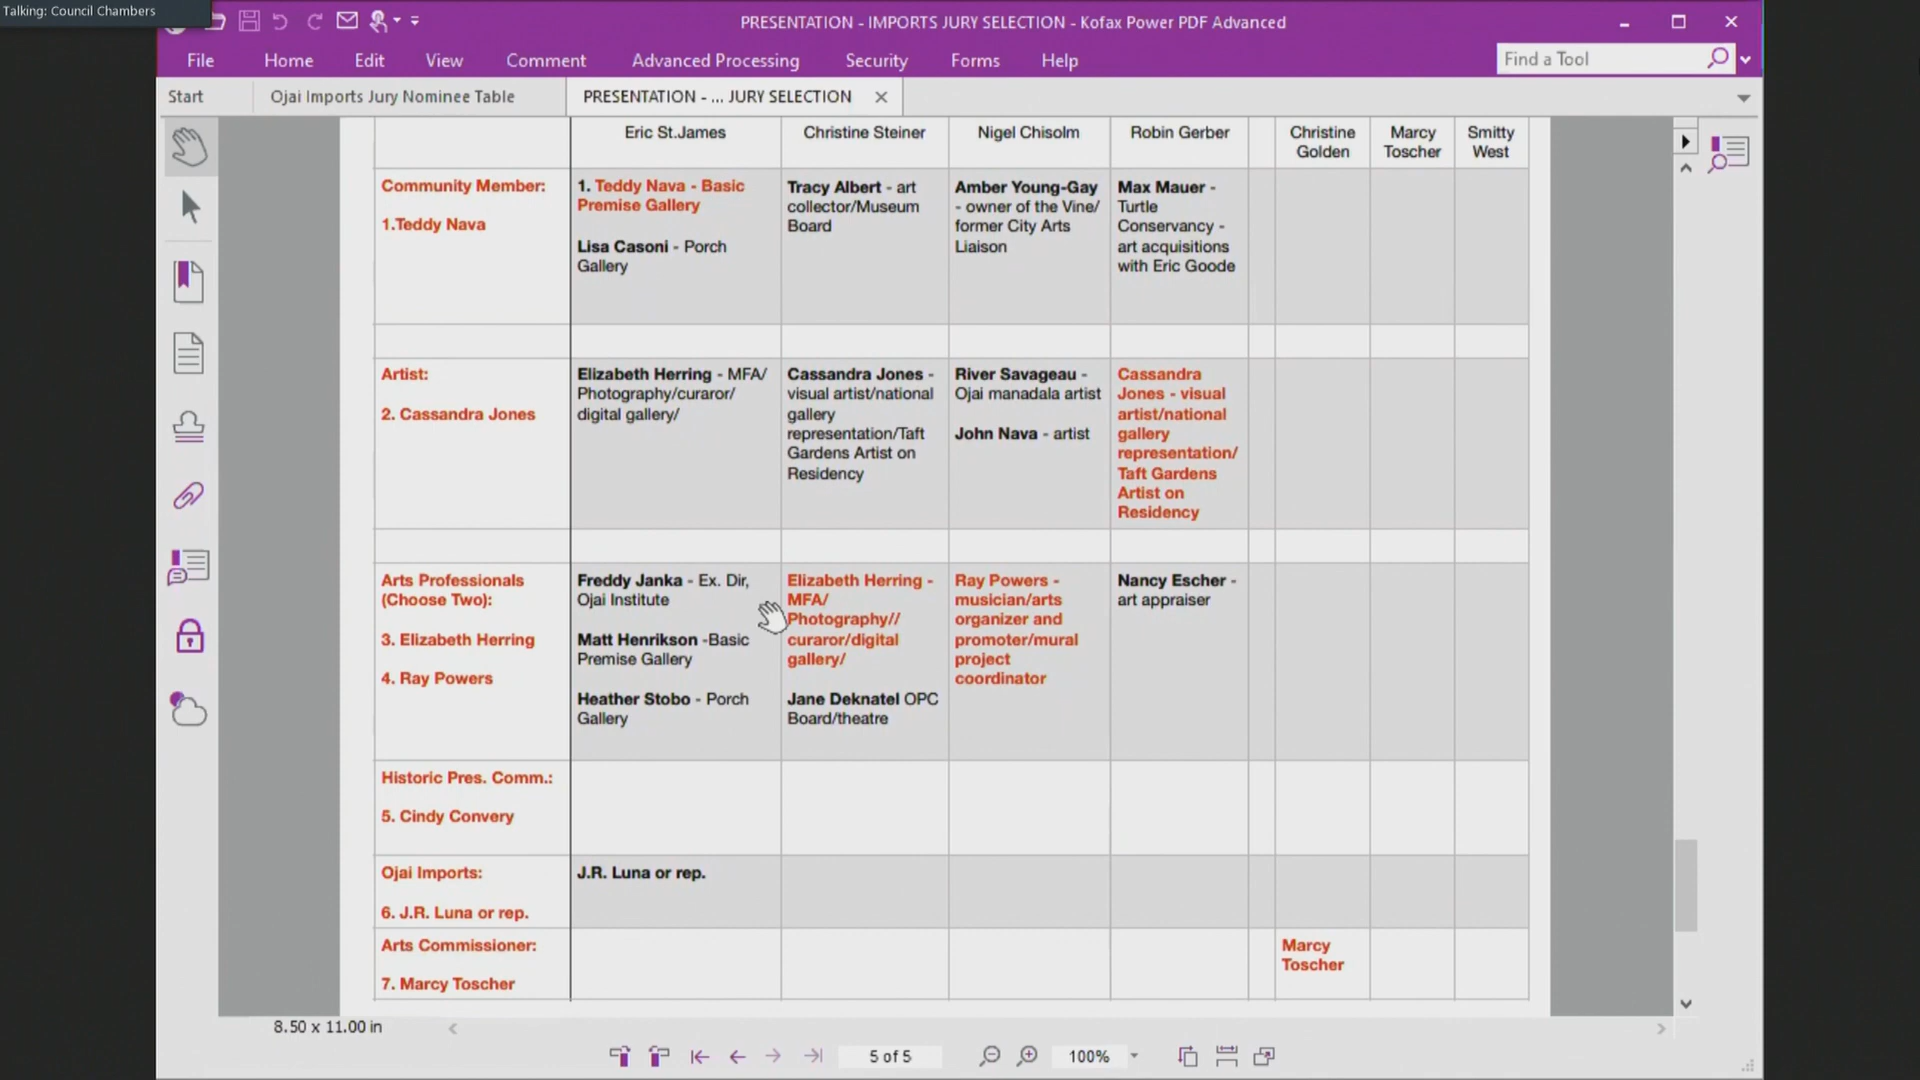 Talking: Council Chambers
PRESENTATION - IMPORTS JURY SELECTION - Kofax Power PDF Advanced
File Home Edit View Comment Advanced Processing Security Forms Help
Find a Tool
Start
Ojai Imports Jury Nominee Table
PRESENTATION - ... JURY SELECTION
Eric St.James
Christine Steiner
Nigel Chisolm
Robin Gerber
Christine
Golden
Marcy
Toscher
Smitty
West
Community Member:
1.Teddy Nava
1. Teddy Nava - Basic
Premise Gallery
Lisa Casoni - Porch
Gallery
Tracy Albert - art
collector/Museum
Board
Amber Young-Gay
- owner of the Vine/
former City Arts
Liaison
Max Mauer -
Turtle
Conservancy -
art acquisitions
with Eric Goode
Artist:
2. Cassandra Jones
Elizabeth Herring - MFA/
Photography/curaror/
digital gallery/
Cassandra Jones -
visual artist/national
gallery
representation/Taft
Gardens Artist on
Residency
River Savageau -
Ojai manadala artist
John Nava - artist
Cassandra
Jones - visual
artist/national
gallery
representation/
Taft Gardens
Artist on
Residency
Arts Professionals
(Choose Two):
3. Elizabeth Herring
4. Ray Powers
Freddy Janka - Ex. Dir,
Ojai Institute
Matt Henrikson -Basic
Premise Gallery
Heather Stobo - Porch
Gallery
Elizabeth Herring -
MFA/
Photography//
curaror/digital
gallery/
Jane Deknatel OPC
Board/theatre
Ray Powers -
musician/arts
organizer and
promoter/mural
project
coordinator
Nancy Escher -
art appraiser
Historic Pres. Comm.:
5. Cindy Convery
Ojai Imports:
6. J.R. Luna or rep.
J.R. Luna or rep.
Arts Commissioner:
7. Marcy Toscher
Marcy
Toscher
8.50 x 11.00 in
5 of 5
100%